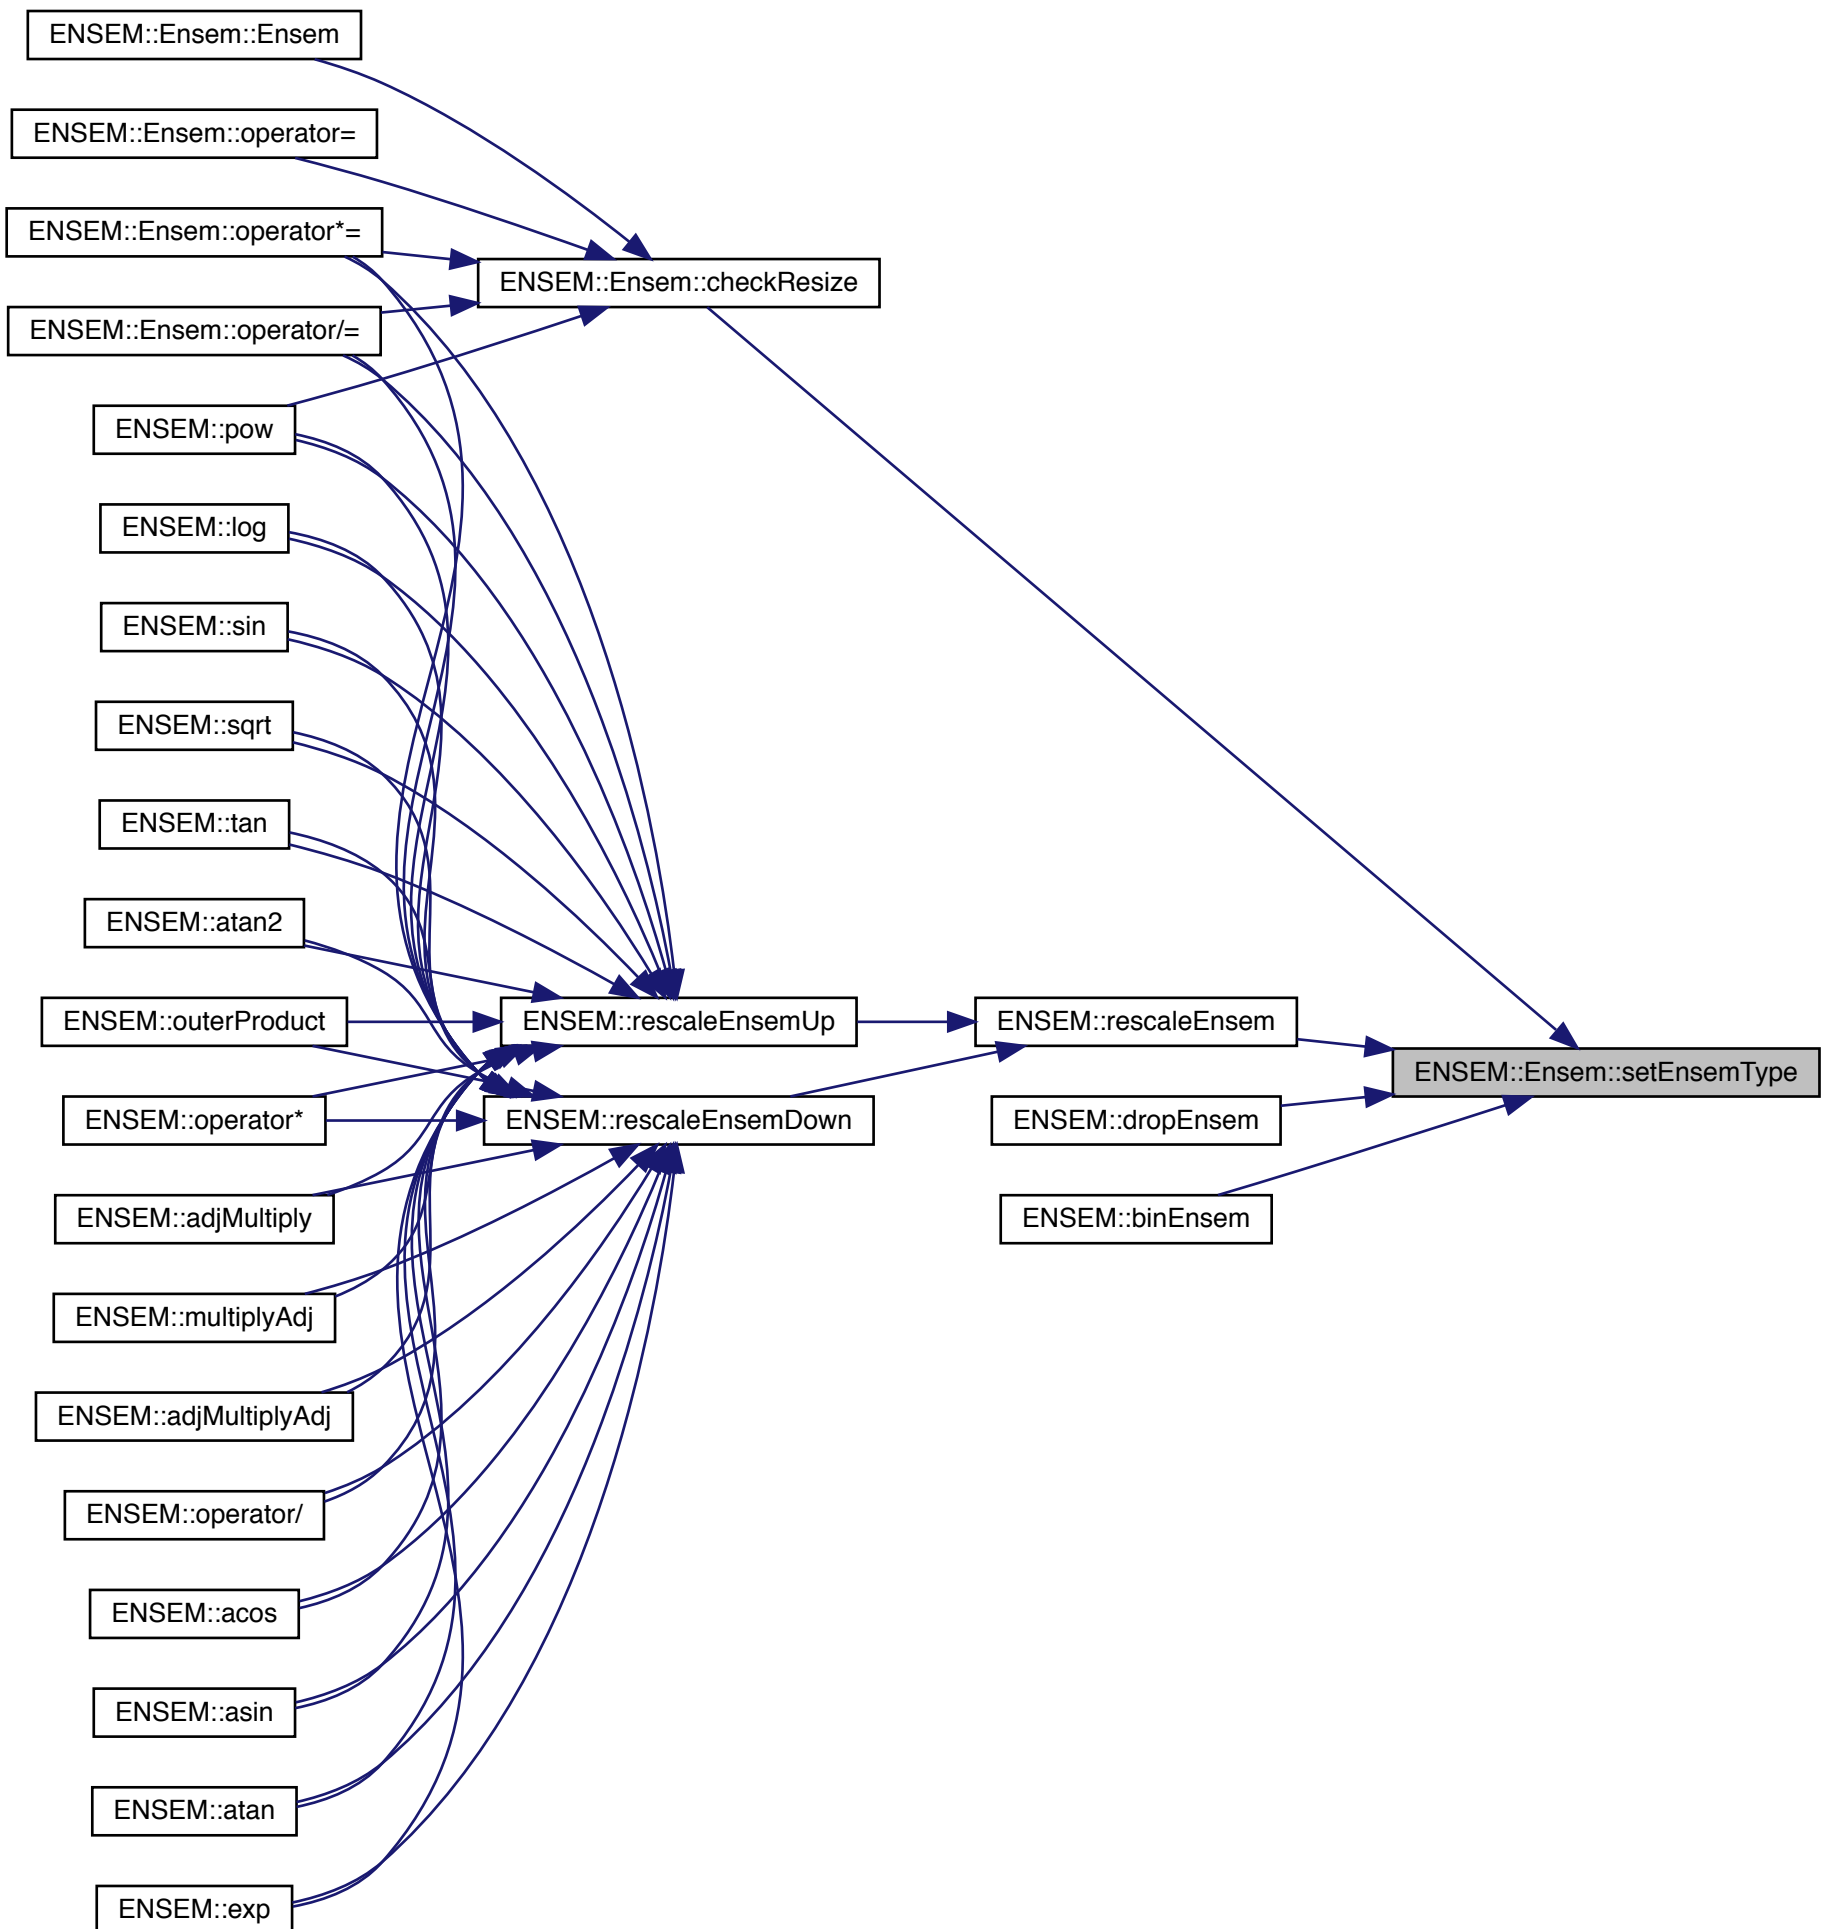 ENSEM::Ensem::Ensem
ENSEM::Ensem::operator=
ENSEM::Ensem::operator*=
ENSEM::Ensem::checkResize
ENSEM::Ensem::operator/=
ENSEM::pow
ENSEM::log
ENSEM::sin
ENSEM::sqrt
ENSEM::tan
ENSEM::atan2
ENSEM::outerProduct
ENSEM::rescaleEnsemUp
ENSEM::rescaleEnsem
ENSEM::Ensem::setEnsemType
ENSEM::operator*
ENSEM::rescaleEnsemDown
ENSEM::dropEnsem
ENSEM::adjMultiply
ENSEM::binEnsem
ENSEM::multiplyAdj
ENSEM::adjMultiplyAdj
ENSEM::operator/
ENSEM::acos
ENSEM::asin
ENSEM::atan
ENSEM::exp